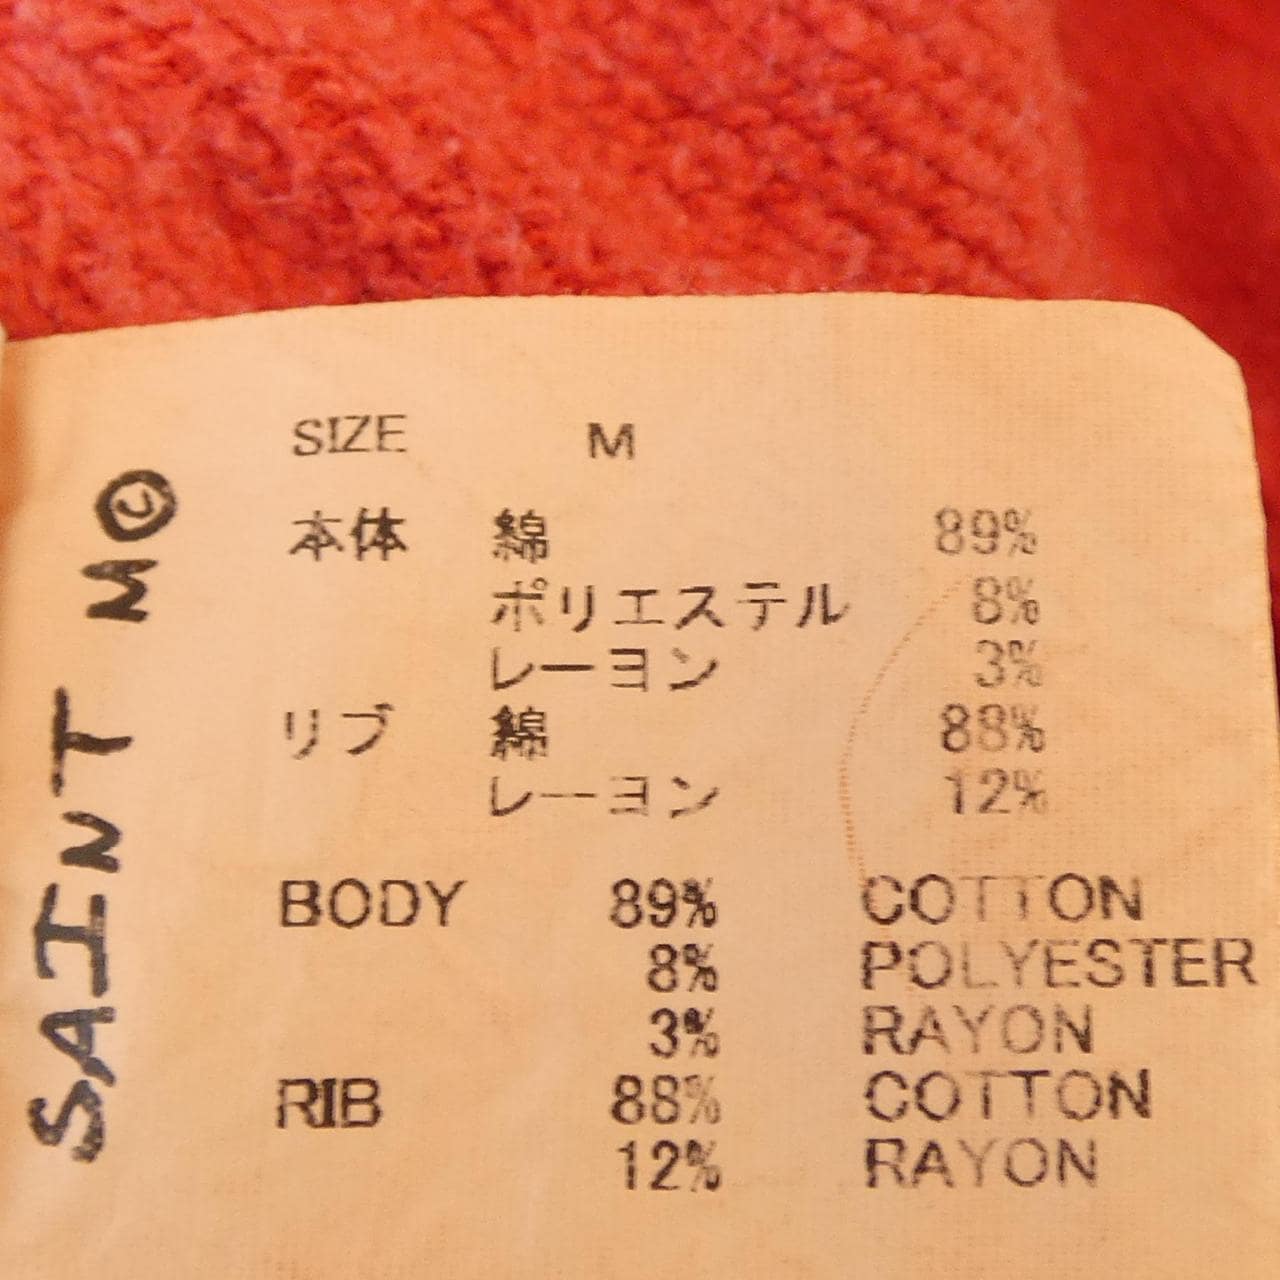 SAINT M©
SIZE M
本体 綿 89%
ポリエステル 8%
レーヨン 3%
リブ 綿 88%
レーヨン 12%
BODY 89% COTTON
8% POLYESTER
3% RAYON
RIB 88% COTTON
12% RAYON